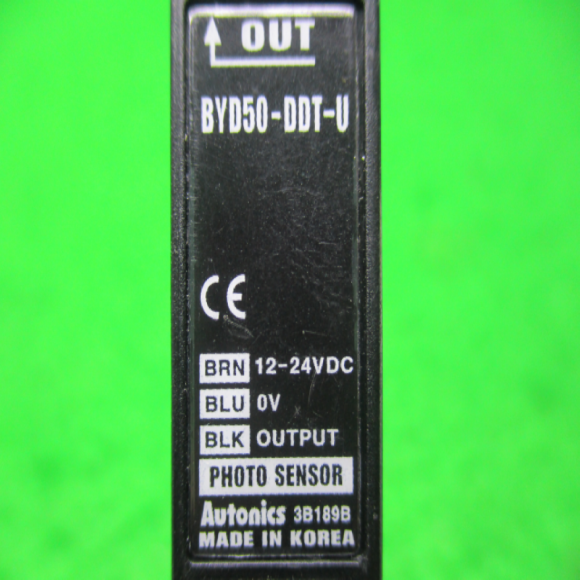 OUT
BYD50-DDT-U
CE
BRN 12-24VDC
BLU 0V
BLK OUTPUT
PHOTO SENSOR
Autonics 3B189B
MADE IN KOREA